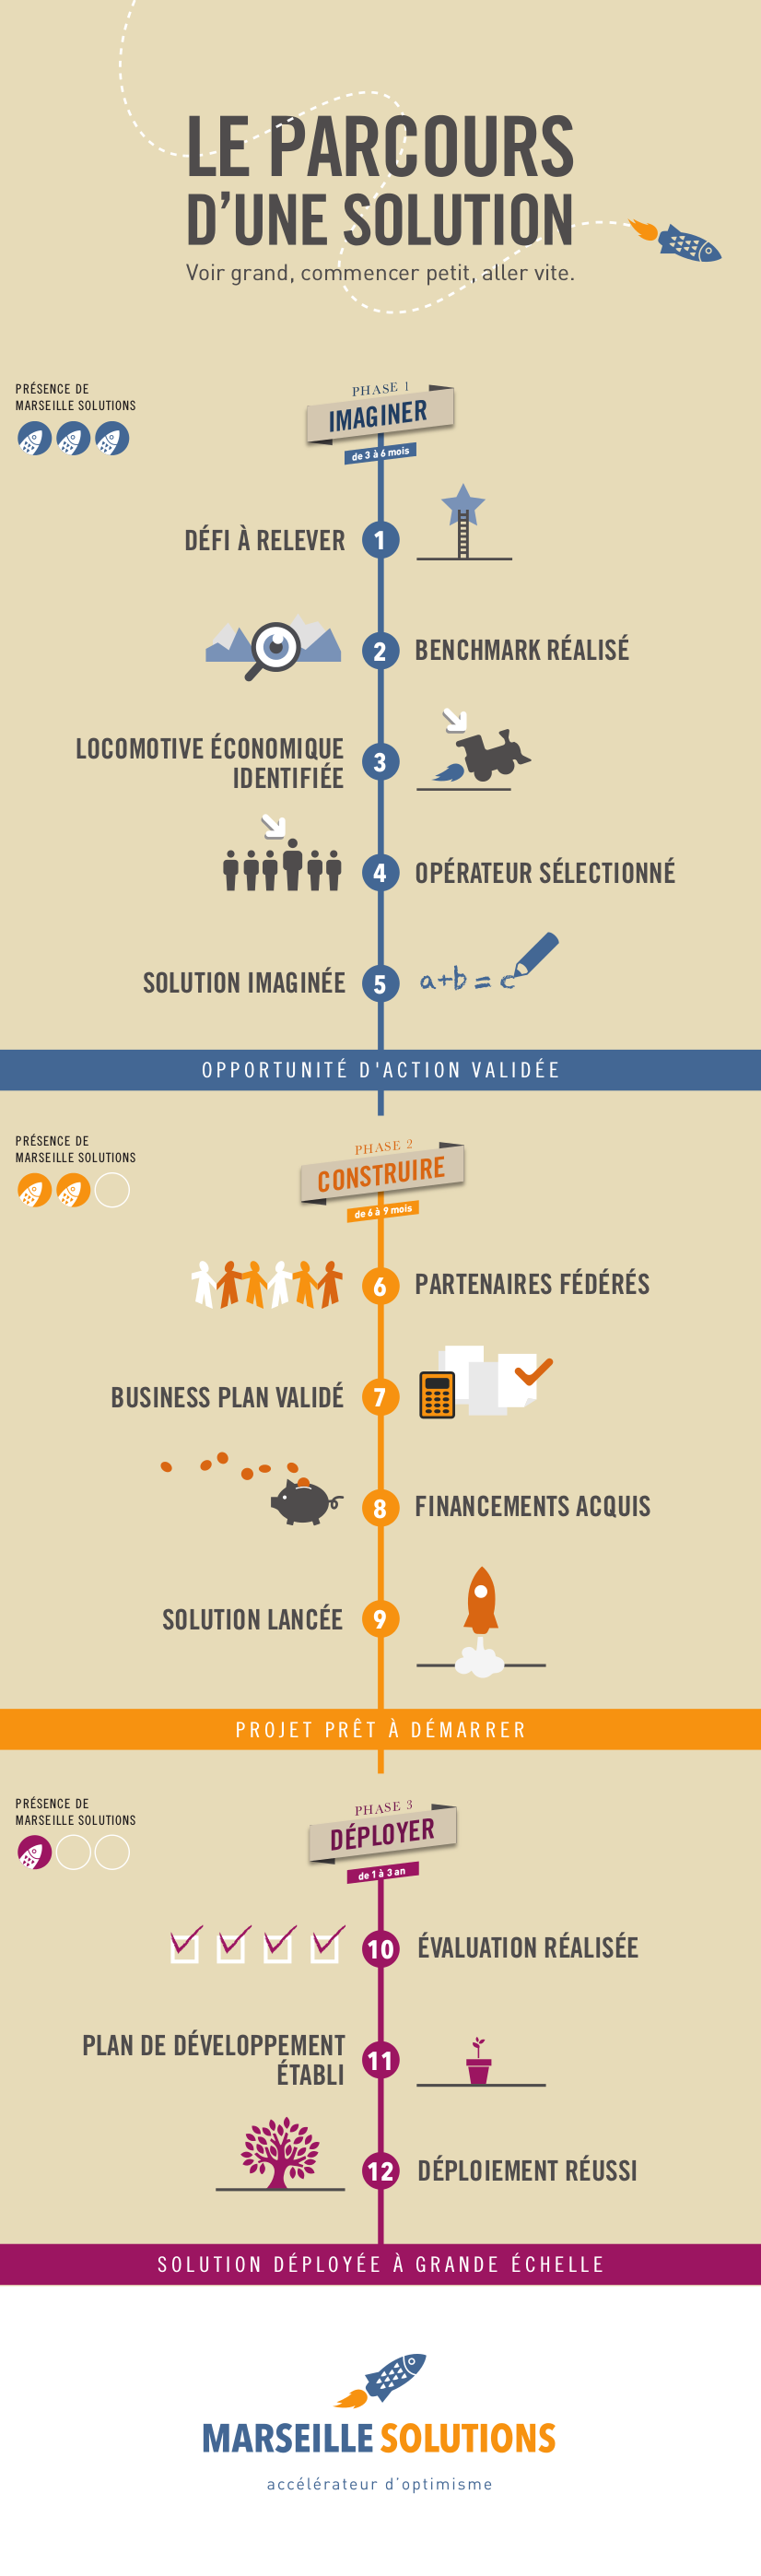 LE PARCOURS
D'UNE SOLUTION
Voir grand, commencer petit, aller vite.
PRÉSENCE DE
MARSEILLE SOLUTIONS
PHASE 1
IMAGINER
de 3 à 6 mois
DÉFI À RELEVER
1
2
BENCHMARK RÉALISÉ
LOCOMOTIVE ÉCONOMIQUE
IDENTIFIÉE
3
4
OPÉRATEUR SÉLECTIONNÉ
SOLUTION IMAGINÉE
5
a+b = c
OPPORTUNITÉ D'ACTION VALIDÉE
PRÉSENCE DE
MARSEILLE SOLUTIONS
PHASE 2
CONSTRUIRE
de 6 à 9 mois
6
PARTENAIRES FÉDÉRÉS
BUSINESS PLAN VALIDÉ
7
8
FINANCEMENTS ACQUIS
SOLUTION LANCÉE
9
PROJET PRÊT À DÉMARRER
PRÉSENCE DE
MARSEILLE SOLUTIONS
PHASE 3
DÉPLOYER
de 1 à 3 an
10
ÉVALUATION RÉALISÉE
PLAN DE DÉVELOPPEMENT
ÉTABLI
11
12
DÉPLOIEMENT RÉUSSI
SOLUTION DÉPLOYÉE À GRANDE ÉCHELLE
MARSEILLE SOLUTIONS
accélérateur d'optimisme